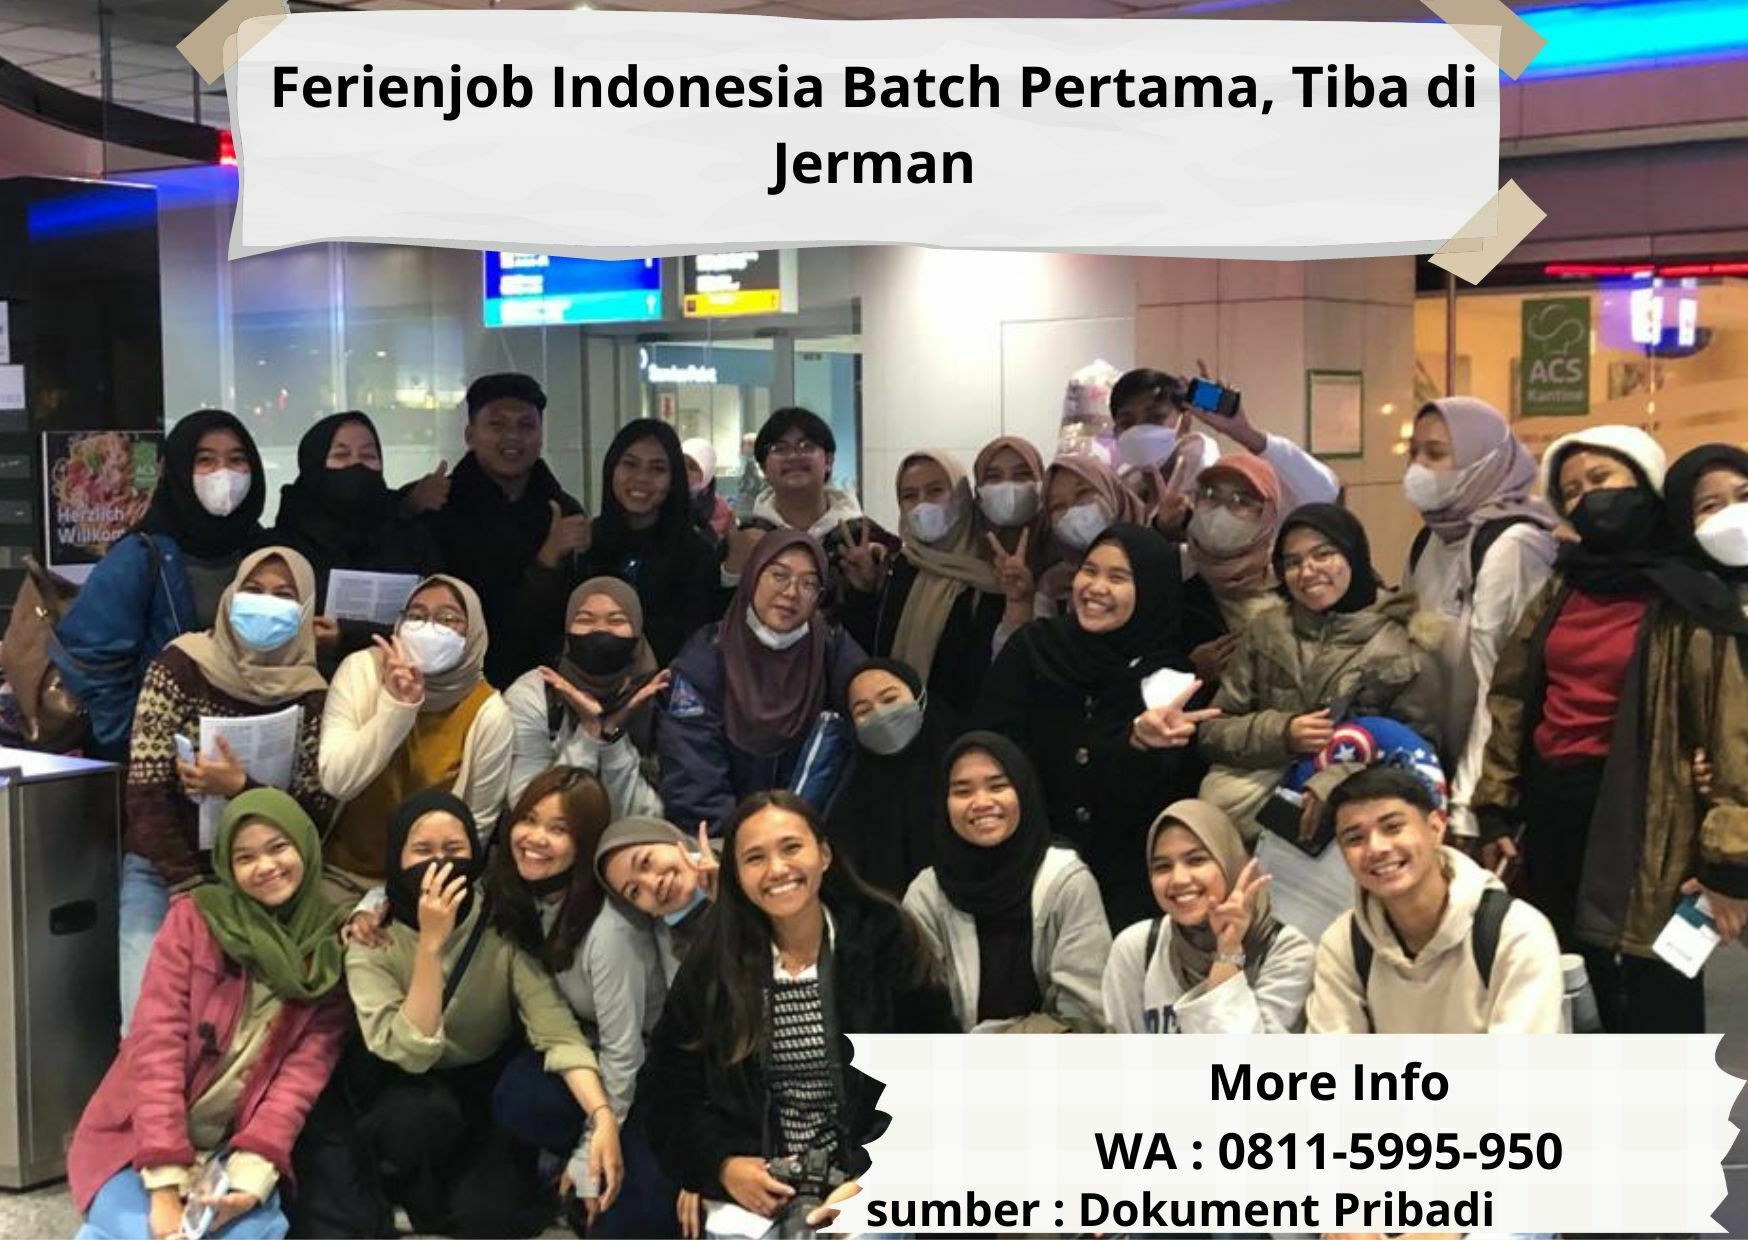 Ferienjob Indonesia Batch Pertama, Tiba di
Jerman
ACS
Kantine
Herzlich
Willkom
More Info
WA : 0811-5995-950
sumber : Dokument Pribadi